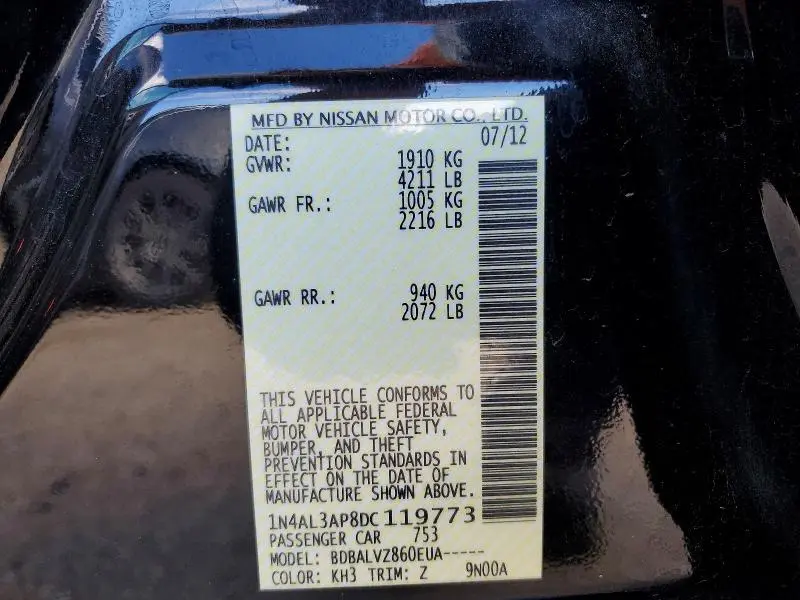 MFD BY NISSAN MOTOR CO., LTD.
DATE: 07/12
GVWR: 1910 KG
4211 LB
GAWR FR.: 1005 KG
2216 LB
GAWR RR.: 940 KG
2072 LB
THIS VEHICLE CONFORMS TO
ALL APPLICABLE FEDERAL
MOTOR VEHICLE SAFETY,
BUMPER, AND THEFT
PREVENTION STANDARDS IN
EFFECT ON THE DATE OF
MANUFACTURE SHOWN ABOVE.
1N4AL3AP8DC 119773
PASSENGER CAR 753
MODEL: BDBALVZ860EUA-----
COLOR: KH3 TRIM: Z 9N00A